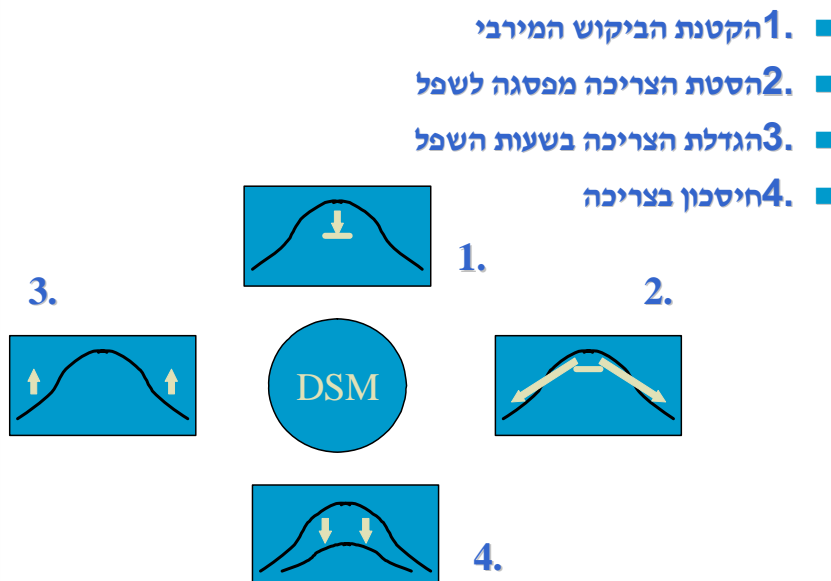 1. הקטנת הביקוש המירבי
2. הסטת הצריכה מפסגה לשפל
3. הגדלת הצריכה בשעות השפל
4. חיסכון בצריכה
1.
3.
2.
DSM
4.